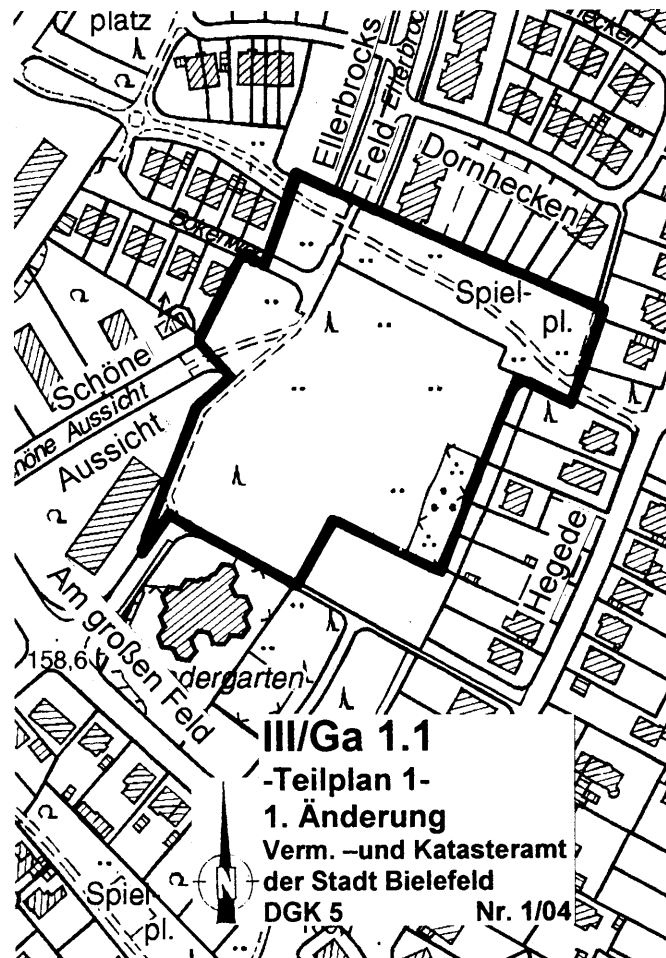 platz
Ellerbrocks
Feld
Dornhecken
Spiel-
pl.
Schöne
Aussicht
Schöne Aussicht
Hegede
Am großen Feld
158,6
dergarten
III/Ga 1.1
-Teilplan 1-
1. Änderung
Verm. –und Katasteramt
der Stadt Bielefeld
DGK 5 Nr. 1/04
N
Spiel-
pl.